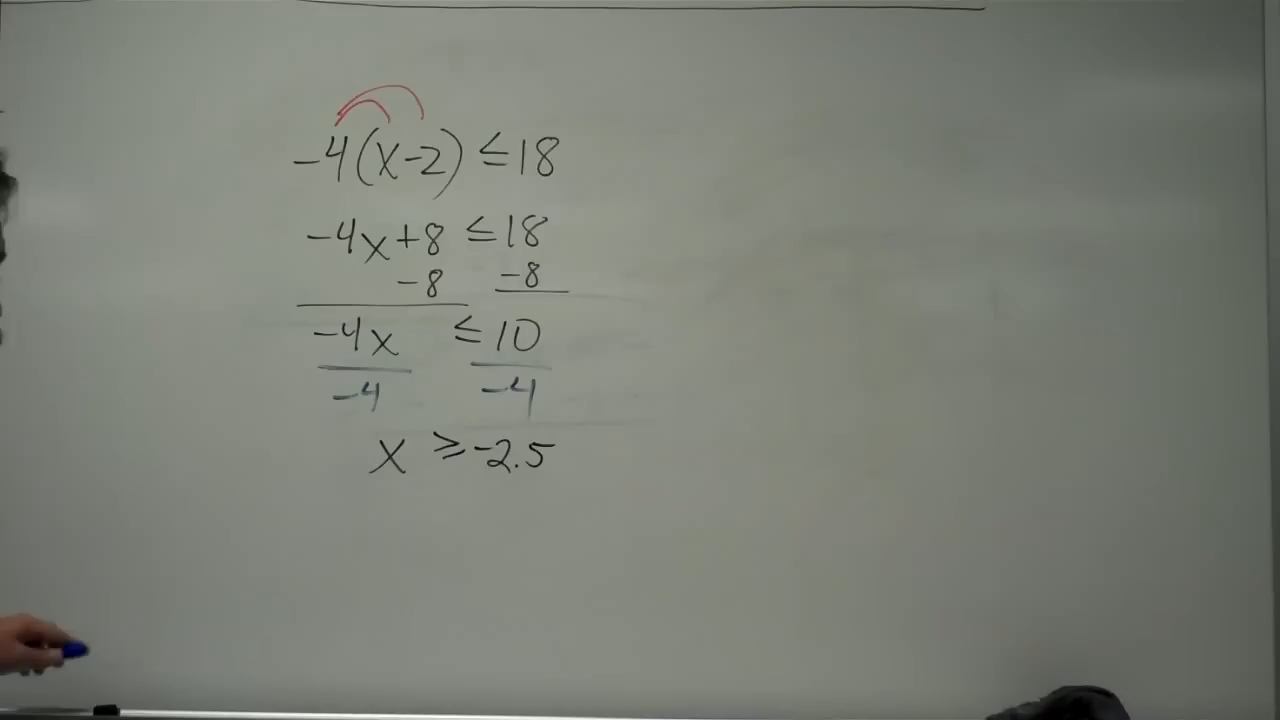 -4(x-2) ≤ 18
-4x+8 ≤ 18
-8 -8
-4x ≤ 10
-4 -4
x ≥ -2.5